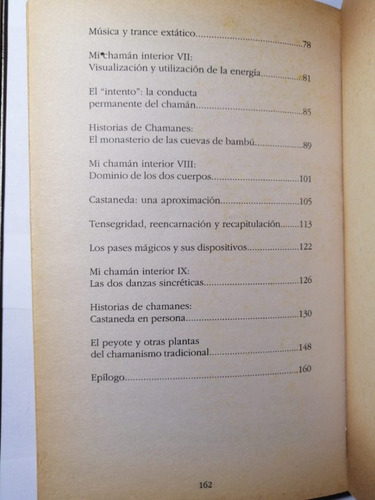 Música y trance extático....................78
Mi chamán interior VII:
Visualización y utilización de la energía..........81
El "intento": la conducta
permanente del chamán....................85
Historias de Chamanes:
El monasterio de las cuevas de bambú..........89
Mi chamán interior VIII:
Dominio de los dos cuerpos....................101
Castaneda: una aproximación....................105
Tensegridad, reencarnación y recapitulación........113
Los pases mágicos y sus dispositivos..........122
Mi chamán interior IX:
Las dos danzas sincréticas....................126
Historias de chamanes:
Castaneda en persona....................130
El peyote y otras plantas
del chamanismo tradicional....................148
Epílogo....................160
162